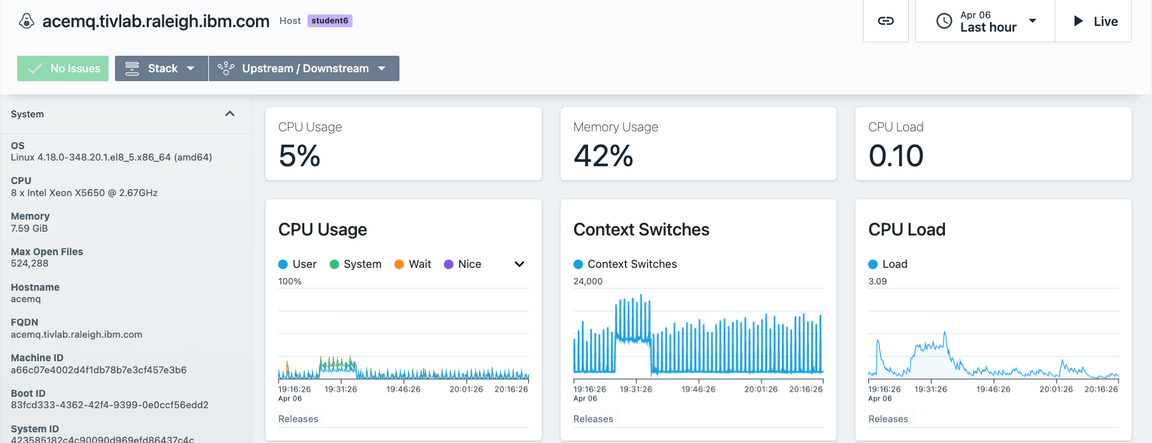 acemq.tivlab.raleigh.ibm.com Host student6
Apr 06
Last hour
Live
No Issues Stack Upstream / Downstream
System
OS
Linux 4.18.0-348.20.1.el8_5.x86_64 (amd64)
CPU
8 x Intel Xeon X5650 @ 2.67GHz
Memory
7.59 GiB
Max Open Files
524,288
Hostname
acemq
FQDN
acemq.tivlab.raleigh.ibm.com
Machine ID
a66c07e4002d4f1db78b7e3cf457e3b6
Boot ID
83fcd333-4362-42f4-9399-0e0ccf56edd2
System ID
423585182c4c90090d969efd86437c4c
CPU Usage
5%
Memory Usage
42%
CPU Load
0.10
CPU Usage
User System Wait Nice
100%
19:16:26 19:31:26 19:46:26 20:01:26 20:16:26
Apr 06
Releases
Context Switches
Context Switches
24,000
19:16:26 19:31:26 19:46:26 20:01:26 20:16:26
Apr 06
Releases
CPU Load
Load
3.09
19:16:26 19:31:26 19:46:26 20:01:26 20:16:26
Apr 06
Releases